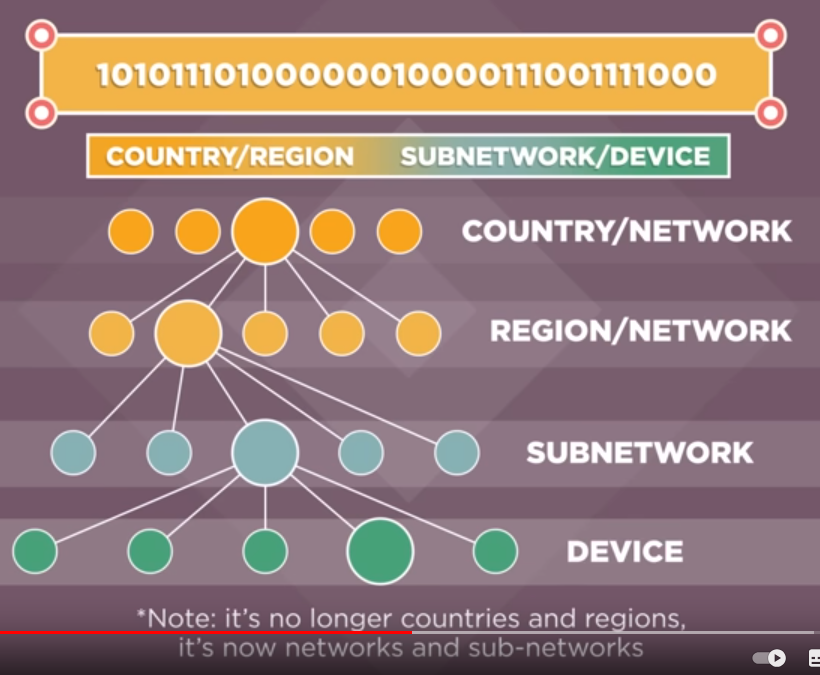 10101110100000010000111001111000
COUNTRY/REGION SUBNETWORK/DEVICE
COUNTRY/NETWORK
REGION/NETWORK
SUBNETWORK
DEVICE
*Note: it's no longer countries and regions,
it's now networks and sub-networks